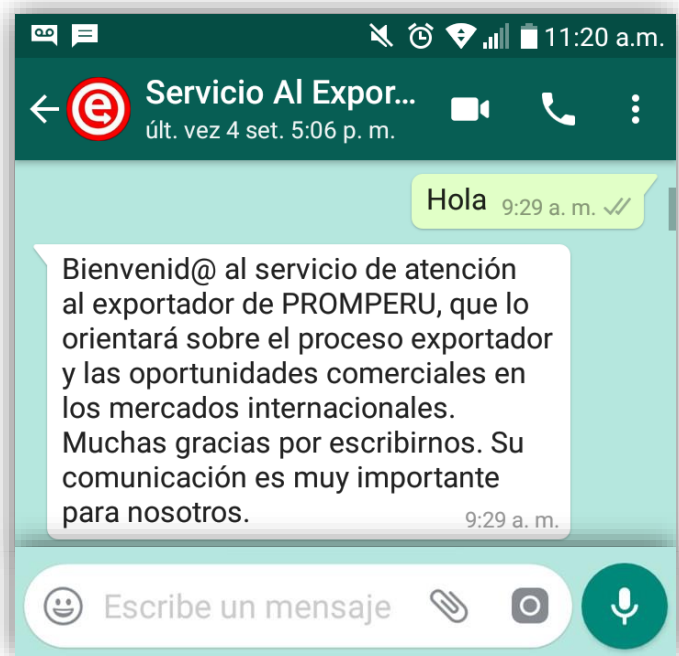 11:20 a.m.
e
Servicio Al Expor...
últ. vez 4 set. 5:06 p. m.
Hola 9:29 a. m.
Bienvenid@ al servicio de atención
al exportador de PROMPERU, que lo
orientará sobre el proceso exportador
y las oportunidades comerciales en
los mercados internacionales.
Muchas gracias por escribirnos. Su
comunicación es muy importante
para nosotros. 9:29 a. m.
Escribe un mensaje